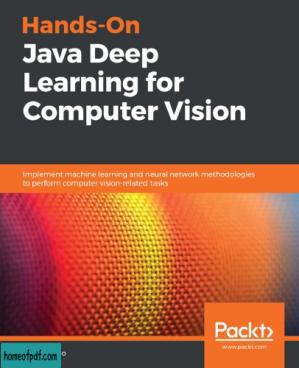 Hands-On
Java Deep
Learning for
Computer Vision
Implement machine learning and neural network methodologies
to perform computer vision-related tasks
Packt>
www.packt.com
homeofpdf.com